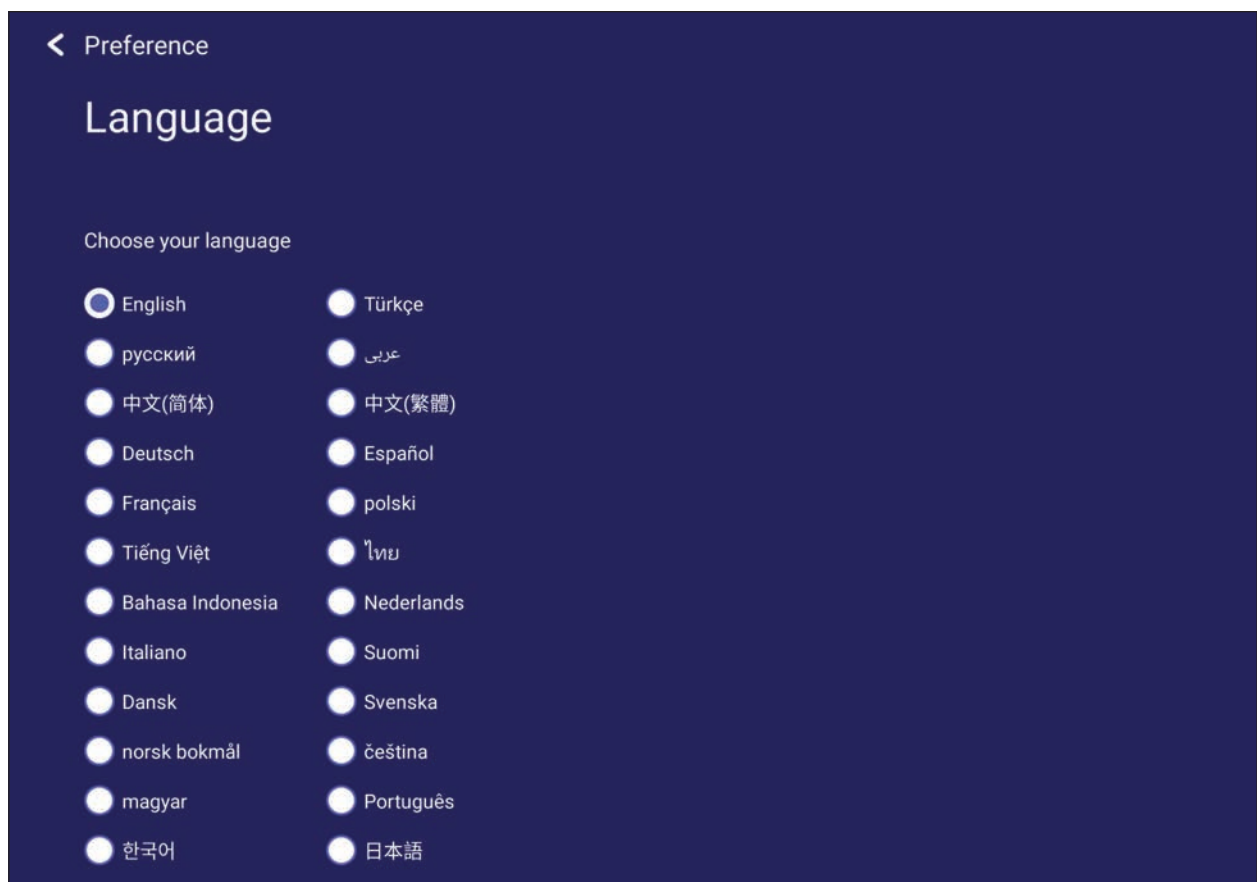 Preference
Language
Choose your language
English
Türkçe
русский
عربى
中文(简体)
中文(繁體)
Deutsch
Español
Français
polski
Tiếng Việt
ไทย
Bahasa Indonesia
Nederlands
Italiano
Suomi
Dansk
Svenska
norsk bokmål
čeština
magyar
Português
한국어
日本語